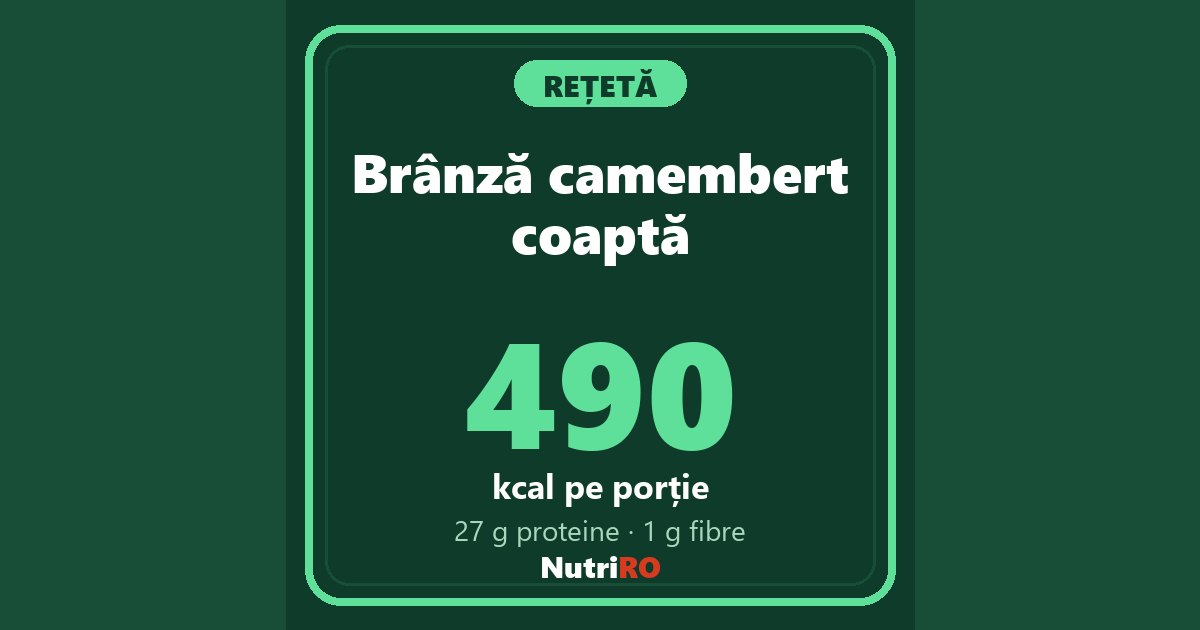 REȚETĂ
Brânză camembert
coaptă
490
kcal pe porție
27 g proteine · 1 g fibre
NutriRO